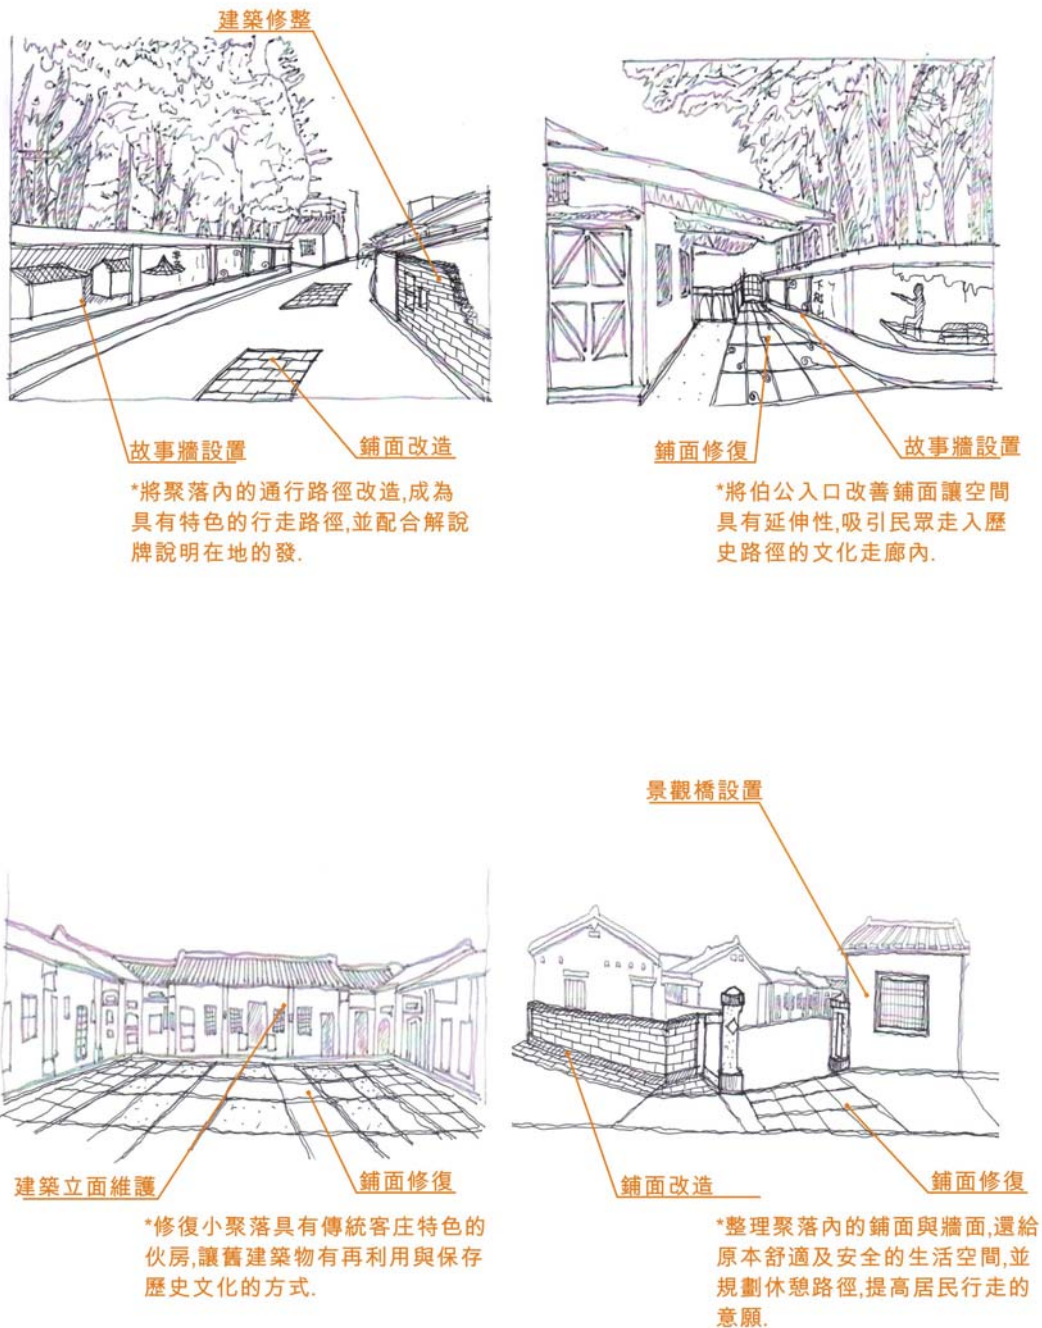 建築修整
故事牆設置
鋪面改造
*將聚落內的通行路徑改造,成為
具有特色的行走路徑,並配合解說
牌說明在地的發.
鋪面修復
故事牆設置
*將伯公入口改善鋪面讓空間
具有延伸性,吸引民眾走入歷
史路徑的文化走廊內.
建築立面維護
鋪面修復
*修復小聚落具有傳統客庄特色的
伙房,讓舊建築物有再利用與保存
歷史文化的方式.
景觀橋設置
鋪面改造
鋪面修復
*整理聚落內的鋪面與牆面,還給
原本舒適及安全的生活空間,並
規劃休憩路徑,提高居民行走的
意願.